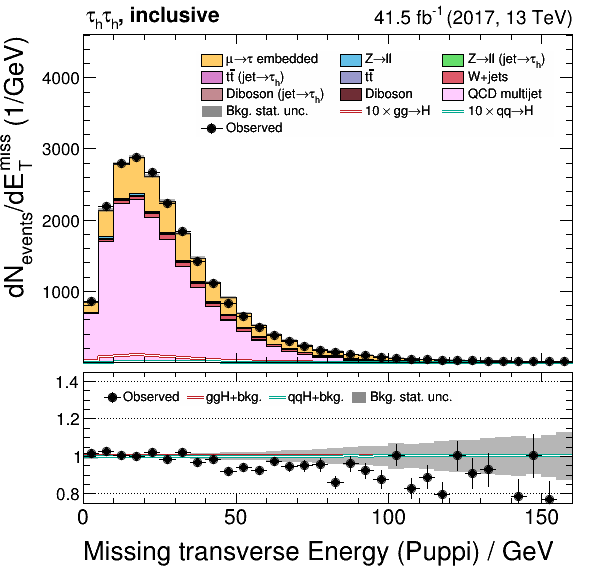 τhτh, inclusive
41.5 fb-1 (2017, 13 TeV)
μ→τ embedded Z→ll Z→ll (jet→τh)
tt̄ (jet→τh) tt̄ W+jets
Diboson (jet→τh) Diboson QCD multijet
Bkg. stat. unc. 10× gg→H 10× qq→H
Observed
dNevents/dETmiss (1/GeV)
4000
3000
2000
1000
Observed ggH+bkg. qqH+bkg. Bkg. stat. unc.
1.4
1.2
1
0.8
0 50 100 150
Missing transverse Energy (Puppi) / GeV